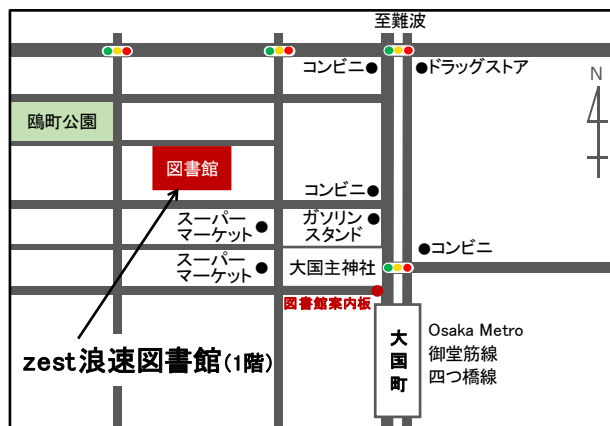 至難波
コンビニ
ドラッグストア
N
鴎町公園
図書館
コンビニ
スーパー
マーケット
ガソリン
スタンド
コンビニ
スーパー
マーケット
大国主神社
図書館案内板
zest浪速図書館(1階)
大国町
Osaka Metro
御堂筋線
四つ橋線